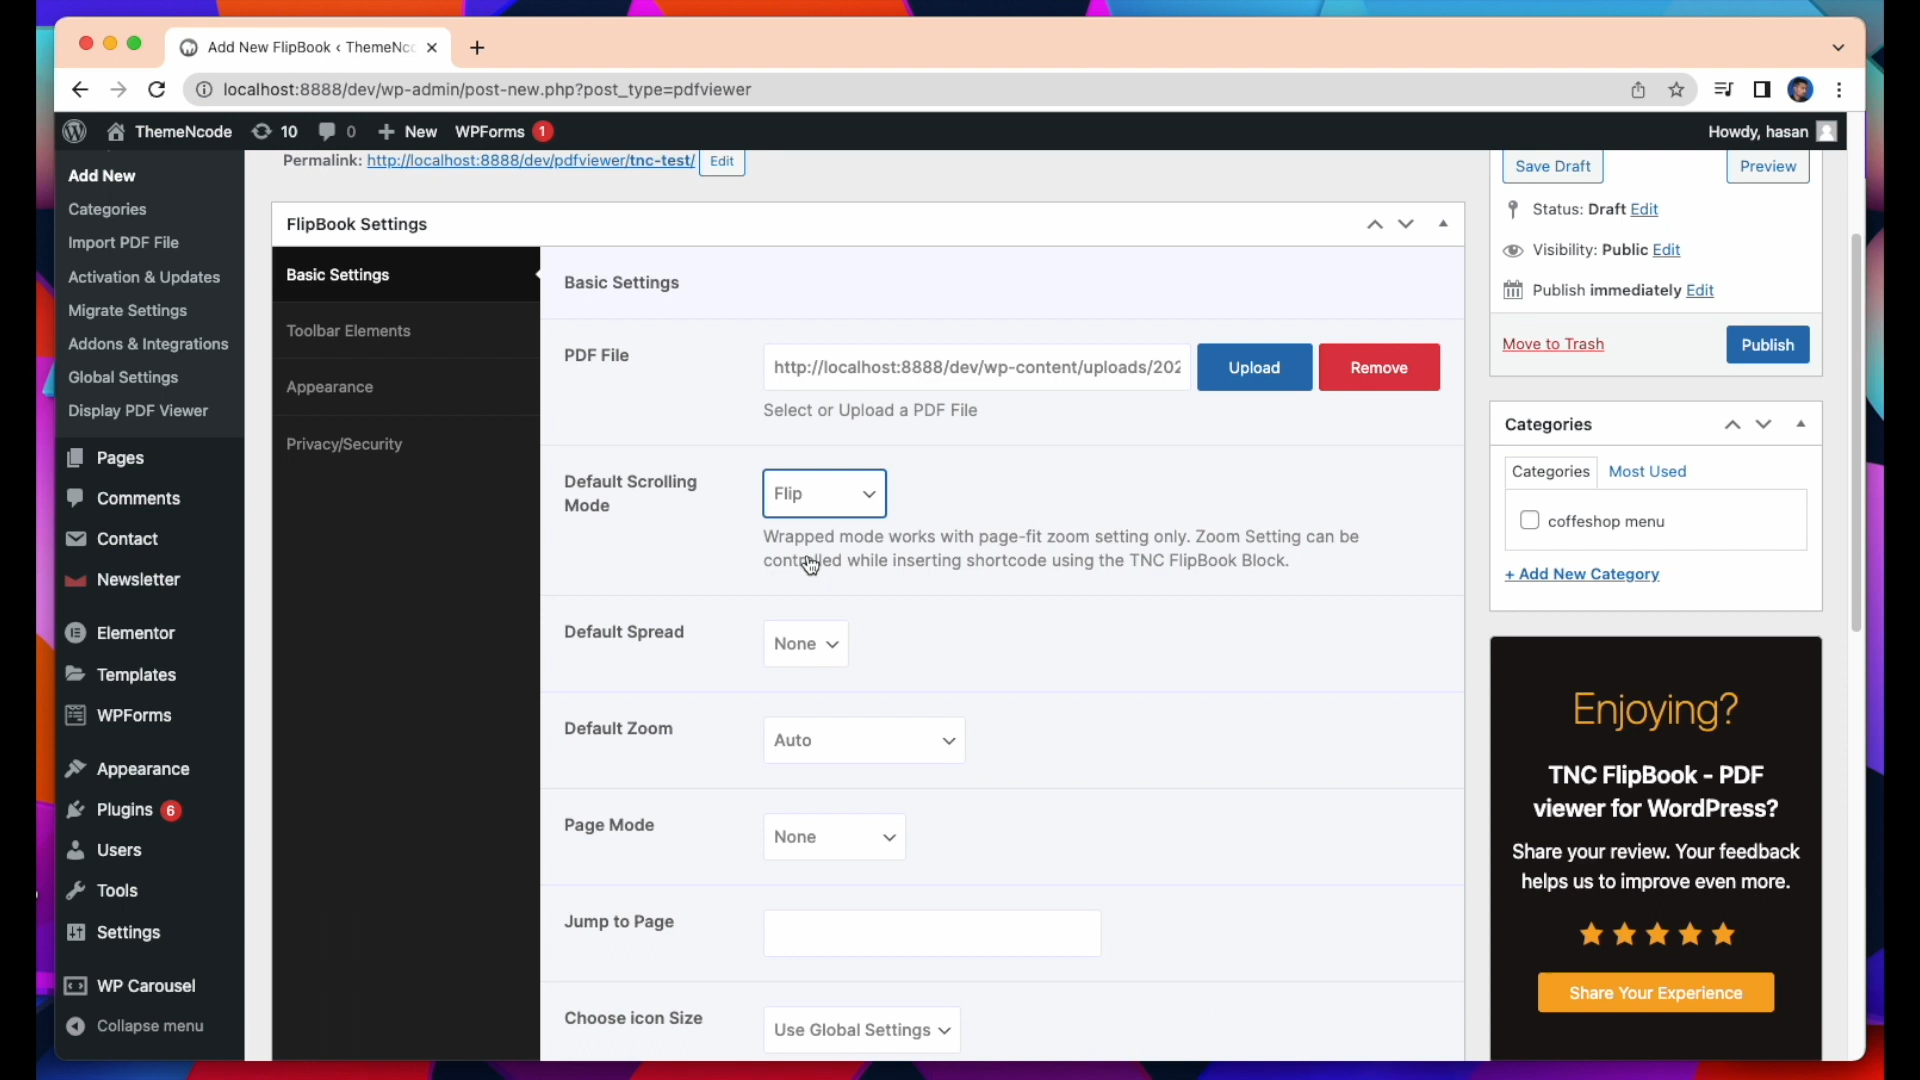 Add New FlipBook ‹ ThemeNcc
localhost:8888/dev/wp-admin/post-new.php?post_type=pdfviewer
ThemeNcode 10 0 New WPForms 1
Howdy, hasan
Add New
Categories
Import PDF File
Activation & Updates
Migrate Settings
Addons & Integrations
Global Settings
Display PDF Viewer
Pages
Comments
Contact
Newsletter
Elementor
Templates
WPForms
Appearance
Plugins 6
Users
Tools
Settings
WP Carousel
Collapse menu
Permalink: http://localhost:8888/dev/pdfviewer/tnc-test/ Edit
FlipBook Settings
Basic Settings
Toolbar Elements
Appearance
Privacy/Security
Basic Settings
PDF File
http://localhost:8888/dev/wp-content/uploads/202
Upload
Remove
Select or Upload a PDF File
Default Scrolling
Mode
Flip
Wrapped mode works with page-fit zoom setting only. Zoom Setting can be
controlled while inserting shortcode using the TNC FlipBook Block.
Default Spread
None
Default Zoom
Auto
Page Mode
None
Jump to Page
Choose icon Size
Use Global Settings
Save Draft
Preview
Status: Draft Edit
Visibility: Public Edit
Publish immediately Edit
Move to Trash
Publish
Categories
Categories Most Used
coffeshop menu
+ Add New Category
Enjoying?
TNC FlipBook - PDF
viewer for WordPress?
Share your review. Your feedback
helps us to improve even more.
Share Your Experience